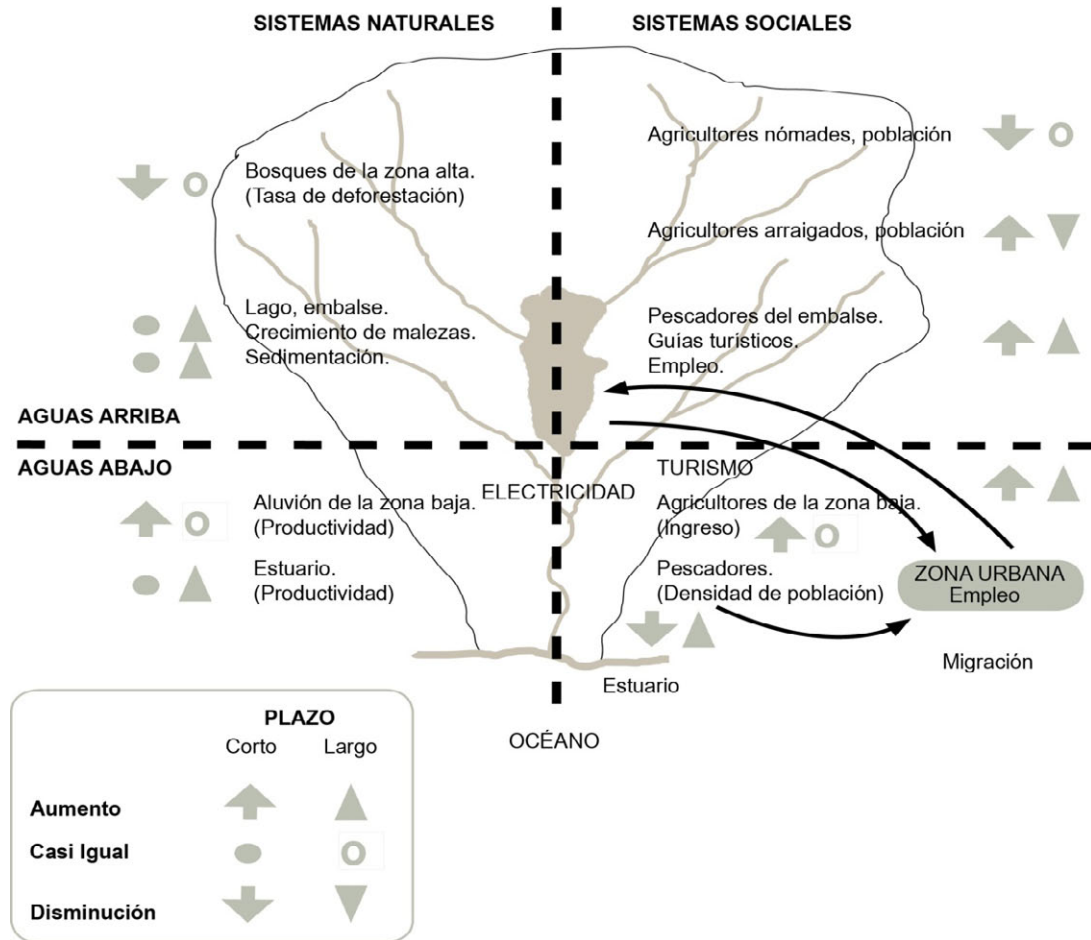 SISTEMAS NATURALES
SISTEMAS SOCIALES
Bosques de la zona alta.
(Tasa de deforestación)
Agricultores nómades, población
Agricultores arraigados, población
Lago, embalse.
Crecimiento de malezas.
Sedimentación.
Pescadores del embalse.
Guías turísticos.
Empleo.
AGUAS ARRIBA
AGUAS ABAJO
TURISMO
ELECTRICIDAD
Aluvión de la zona baja.
(Productividad)
Agricultores de la zona baja.
(Ingreso)
Estuario.
(Productividad)
Pescadores.
(Densidad de población)
ZONA URBANA
Empleo
Migración
Estuario
OCÉANO
PLAZO
Corto Largo
Aumento
Casi Igual
Disminución